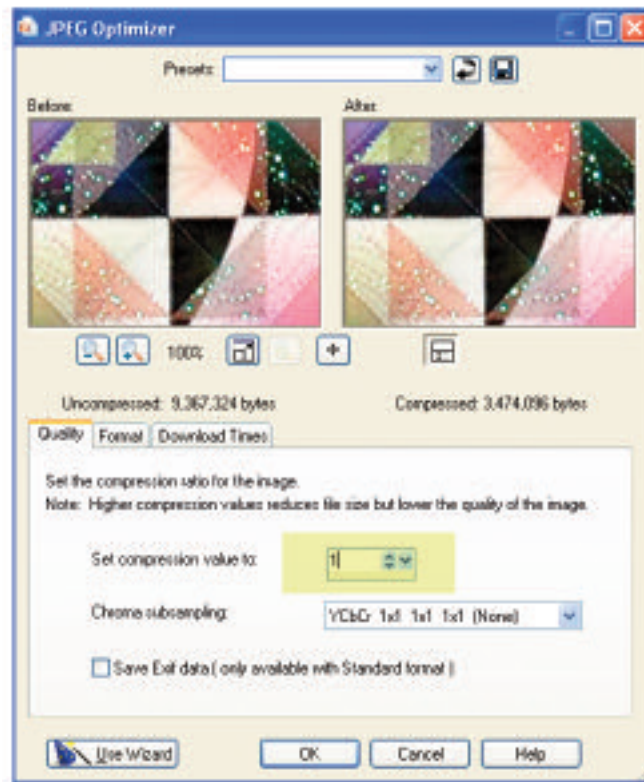 JPEG Optimizer
Presets:
Before: After:
100%
Uncompressed: 9,367,324 bytes Compressed: 3,474,096 bytes
Quality Format Download Times
Set the compression ratio for the image.
Note: Higher compression values reduces file size but lower the quality of the image.
Set compression value to: 1
Chroma subsampling: YCbCr 1x1 1x1 1x1 (None)
Save Exif data ( only available with Standard format )
Use Wizard OK Cancel Help